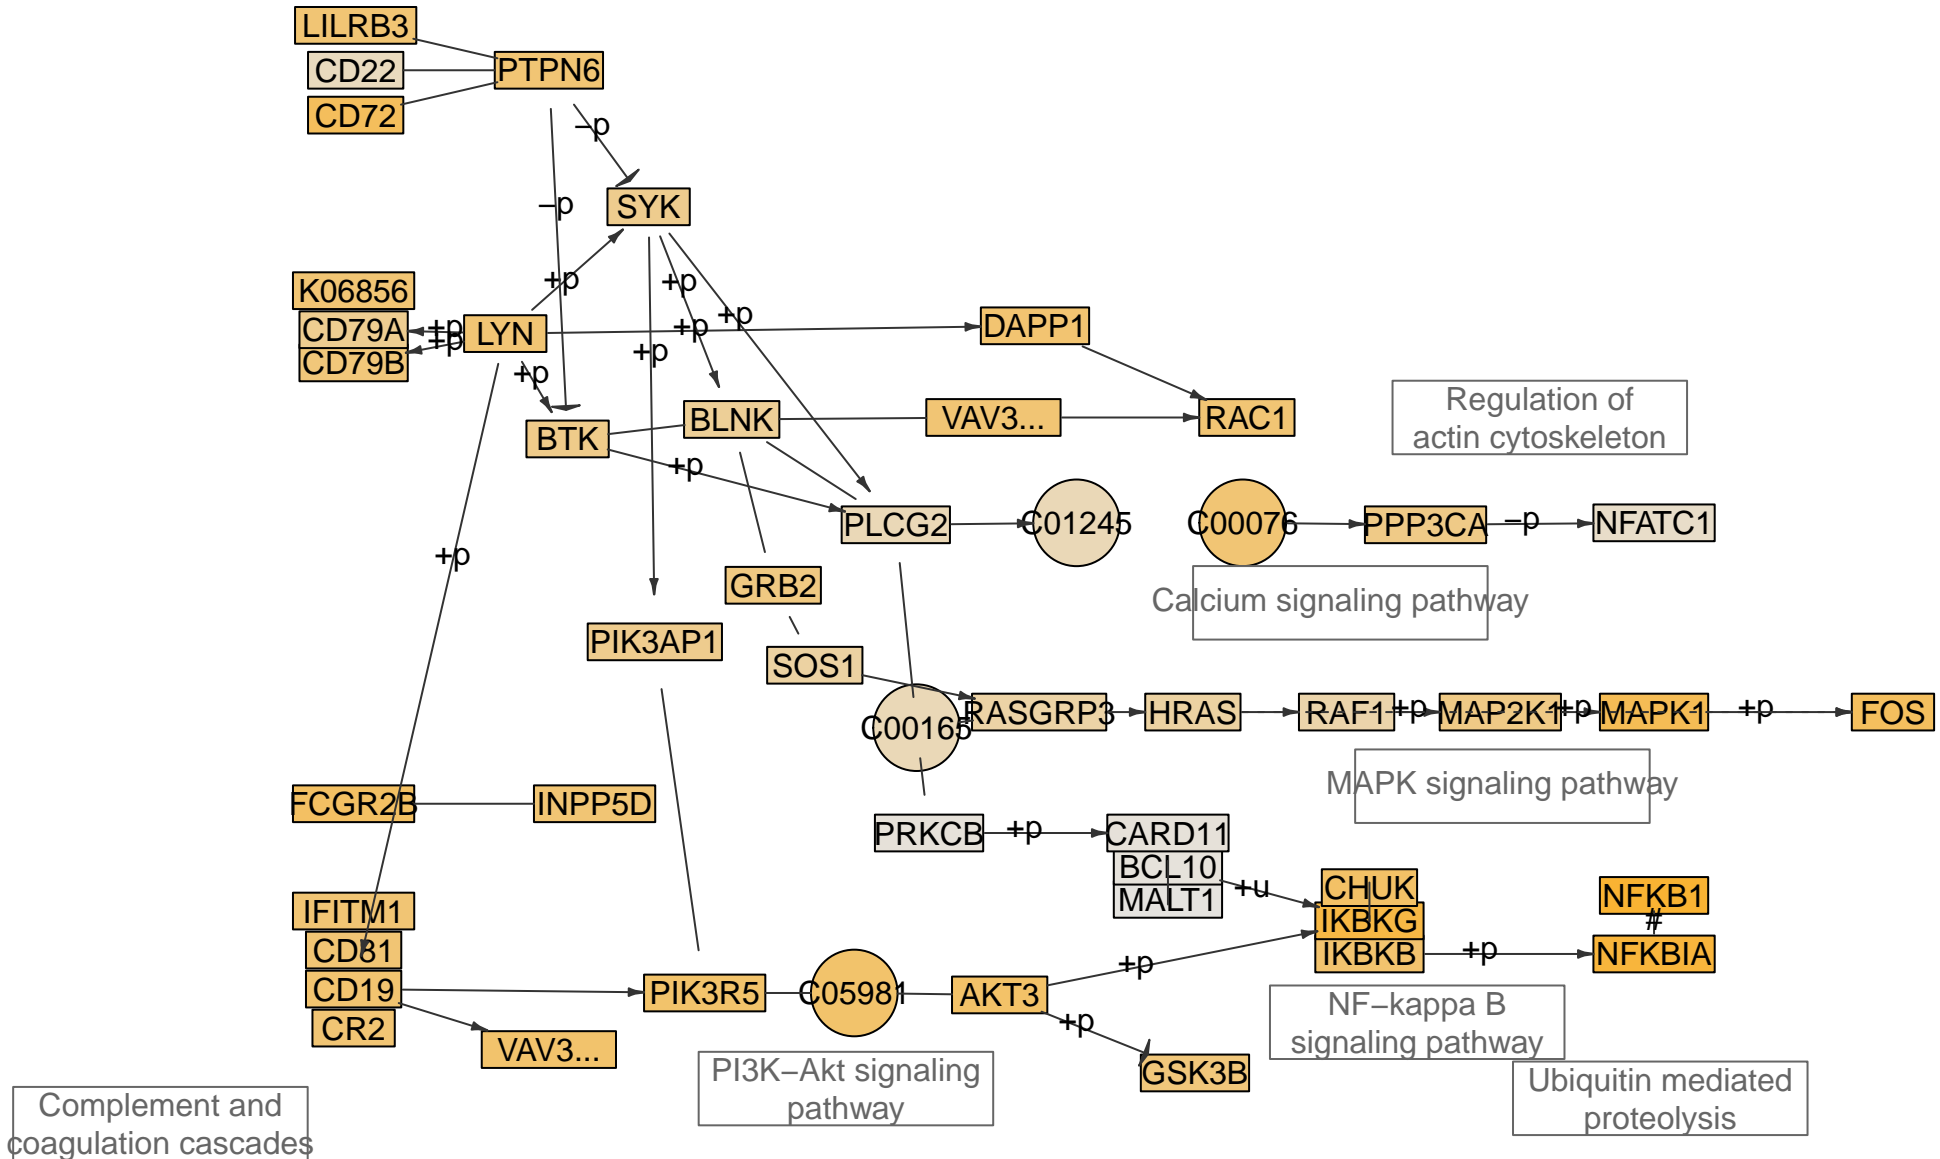 LILRB3
CD22
PTPN6
CD72
−p
−p
SYK
+p
+p
+p
K06856
CD79A
+p
+p
LYN
+p
DAPP1
CD79B
+p
+p
BTK
BLNK
VAV3...
RAC1
Regulation of
actin cytoskeleton
+p
PLCG2
C01245
C00076
PPP3CA
−p
NFATC1
+p
GRB2
Calcium signaling pathway
PIK3AP1
SOS1
C00165
RASGRP3
HRAS
RAF1
+p
MAP2K1
+p
MAPK1
+p
FOS
MAPK signaling pathway
FCGR2B
INPP5D
PRKCB
+p
CARD11
BCL10
MALT1
+u
CHUK
IKBKG
IKBKB
+p
NFKB1
#
NFKBIA
IFITM1
CD81
CD19
CR2
VAV3...
PIK3R5
C05981
AKT3
+p
+p
GSK3B
NF−kappa B
signaling pathway
PI3K−Akt signaling
pathway
Ubiquitin mediated
proteolysis
Complement and
coagulation cascades